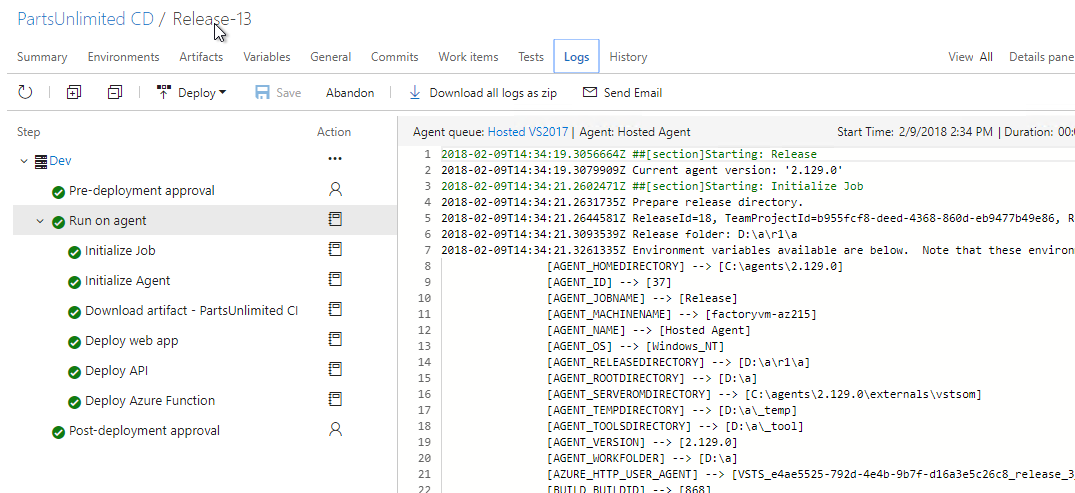 PartsUnlimited CD / Release-13
Summary Environments Artifacts Variables General Commits Work items Tests Logs History View All Details pane
Deploy Save Abandon Download all logs as zip Send Email
Step Action
Agent queue: Hosted VS2017 | Agent: Hosted Agent Start Time: 2/9/2018 2:34 PM | Duration: 00:
Dev
Pre-deployment approval
Run on agent
Initialize Job
Initialize Agent
Download artifact - PartsUnlimited CI
Deploy web app
Deploy API
Deploy Azure Function
Post-deployment approval
1 2018-02-09T14:34:19.3056664Z ##[section]Starting: Release
2 2018-02-09T14:34:19.3079909Z Current agent version: '2.129.0'
3 2018-02-09T14:34:21.2602471Z ##[section]Starting: Initialize Job
4 2018-02-09T14:34:21.2631735Z Prepare release directory.
5 2018-02-09T14:34:21.2644581Z ReleaseId=18, TeamProjectId=b955fcf8-deed-4368-860d-eb9477b49e86, R
6 2018-02-09T14:34:21.3093539Z Release folder: D:\a\r1\a
7 2018-02-09T14:34:21.3261335Z Environment variables available are below.  Note that these environ
8 [AGENT_HOMEDIRECTORY] --> [C:\agents\2.129.0]
9 [AGENT_ID] --> [37]
10 [AGENT_JOBNAME] --> [Release]
11 [AGENT_MACHINENAME] --> [factoryvm-az215]
12 [AGENT_NAME] --> [Hosted Agent]
13 [AGENT_OS] --> [Windows_NT]
14 [AGENT_RELEASEDIRECTORY] --> [D:\a\r1\a]
15 [AGENT_ROOTDIRECTORY] --> [D:\a]
16 [AGENT_SERVEROMDIRECTORY] --> [C:\agents\2.129.0\externals\vstsom]
17 [AGENT_TEMPDIRECTORY] --> [D:\a\_temp]
18 [AGENT_TOOLSDIRECTORY] --> [D:\a\_tool]
19 [AGENT_VERSION] --> [2.129.0]
20 [AGENT_WORKFOLDER] --> [D:\a]
21 [AZURE_HTTP_USER_AGENT] --> [VSTS_e4ae5525-792d-4e4b-9b7f-d16a3e5c26c8_release_3_
22 [BUILD_BUILDID] --> [868]